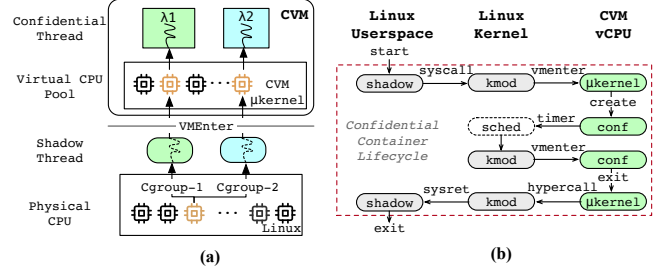 Confidential
Thread
λ1
λ2
CVM
Virtual CPU
Pool
···
CVM
μkernel
VMEnter
Shadow
Thread
Cgroup-1
Cgroup-2
Physical
CPU
···
Linux
(a)
Linux
Userspace
Linux
Kernel
CVM
vCPU
start
shadow
syscall
kmod
vmenter
μkernel
create
Confidential
Container
Lifecycle
sched
timer
conf
kmod
vmenter
conf
exit
shadow
sysret
kmod
hypercall
μkernel
exit
(b)